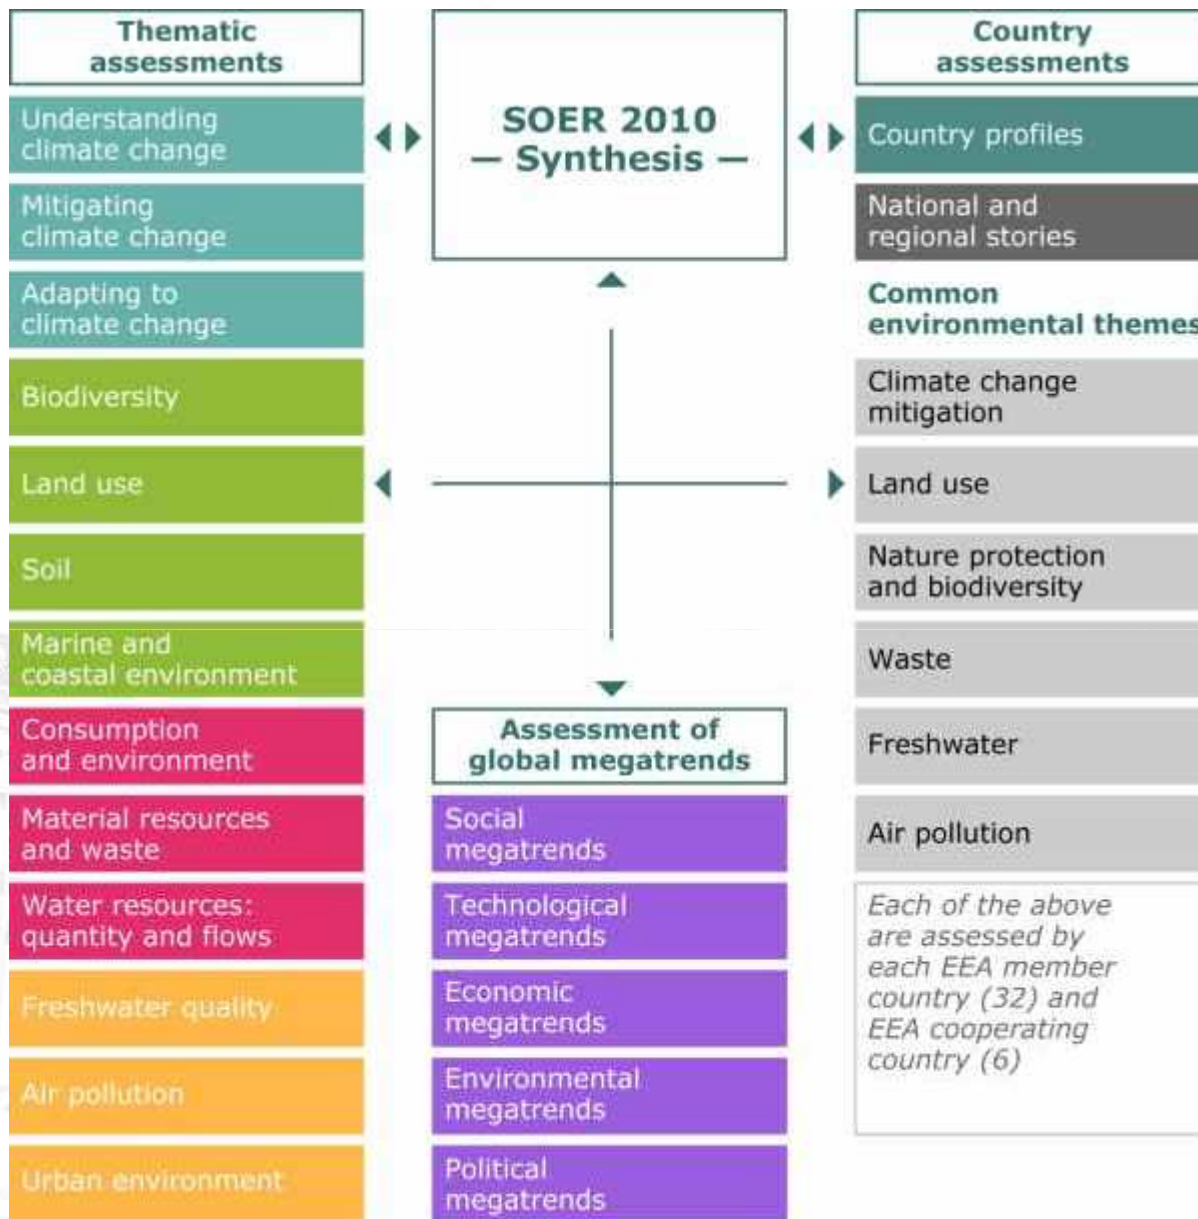 Thematic
assessments
Understanding
climate change
Mitigating
climate change
Adapting to
climate change
Biodiversity
Land use
Soil
Marine and
coastal environment
Consumption
and environment
Material resources
and waste
Water resources:
quantity and flows
Freshwater quality
Air pollution
Urban environment
SOER 2010
— Synthesis —
Assessment of
global megatrends
Social
megatrends
Technological
megatrends
Economic
megatrends
Environmental
megatrends
Political
megatrends
Country
assessments
Country profiles
National and
regional stories
Common
environmental themes
Climate change
mitigation
Land use
Nature protection
and biodiversity
Waste
Freshwater
Air pollution
Each of the above
are assessed by
each EEA member
country (32) and
EEA cooperating
country (6)